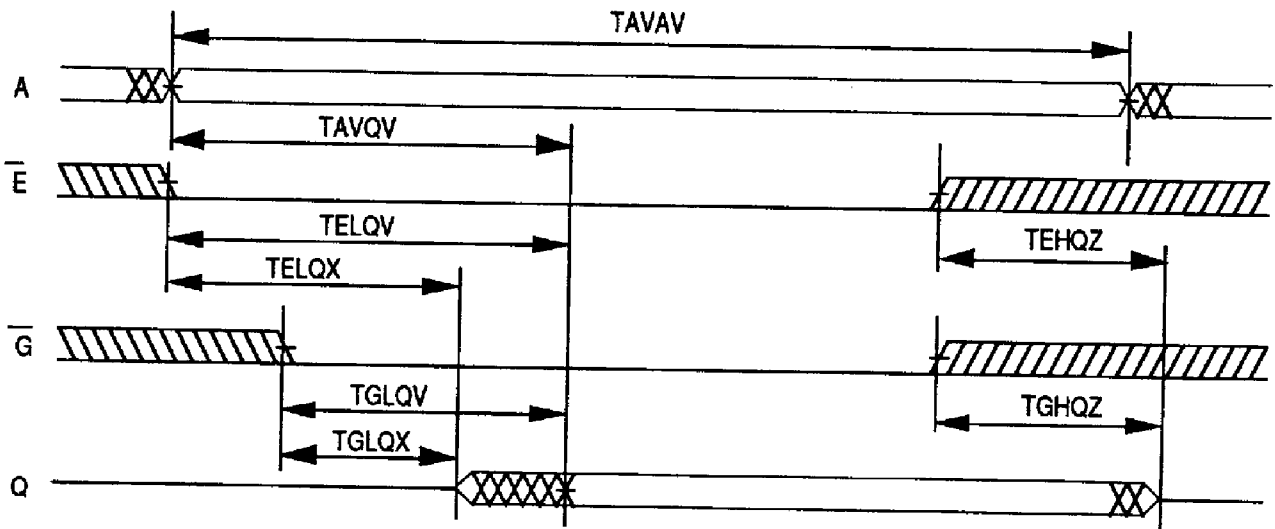 TAVAV
A
TAVQV
E̅
TELQV
TEHQZ
TELQX
G̅
TGLQV
TGHQZ
TGLQX
Q